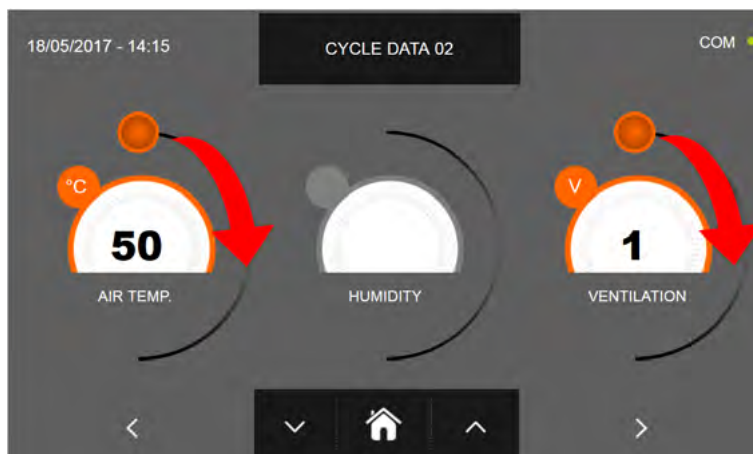 18/05/2017 - 14:15
CYCLE DATA 02
COM
°C
V
50
1
AIR TEMP.
HUMIDITY
VENTILATION